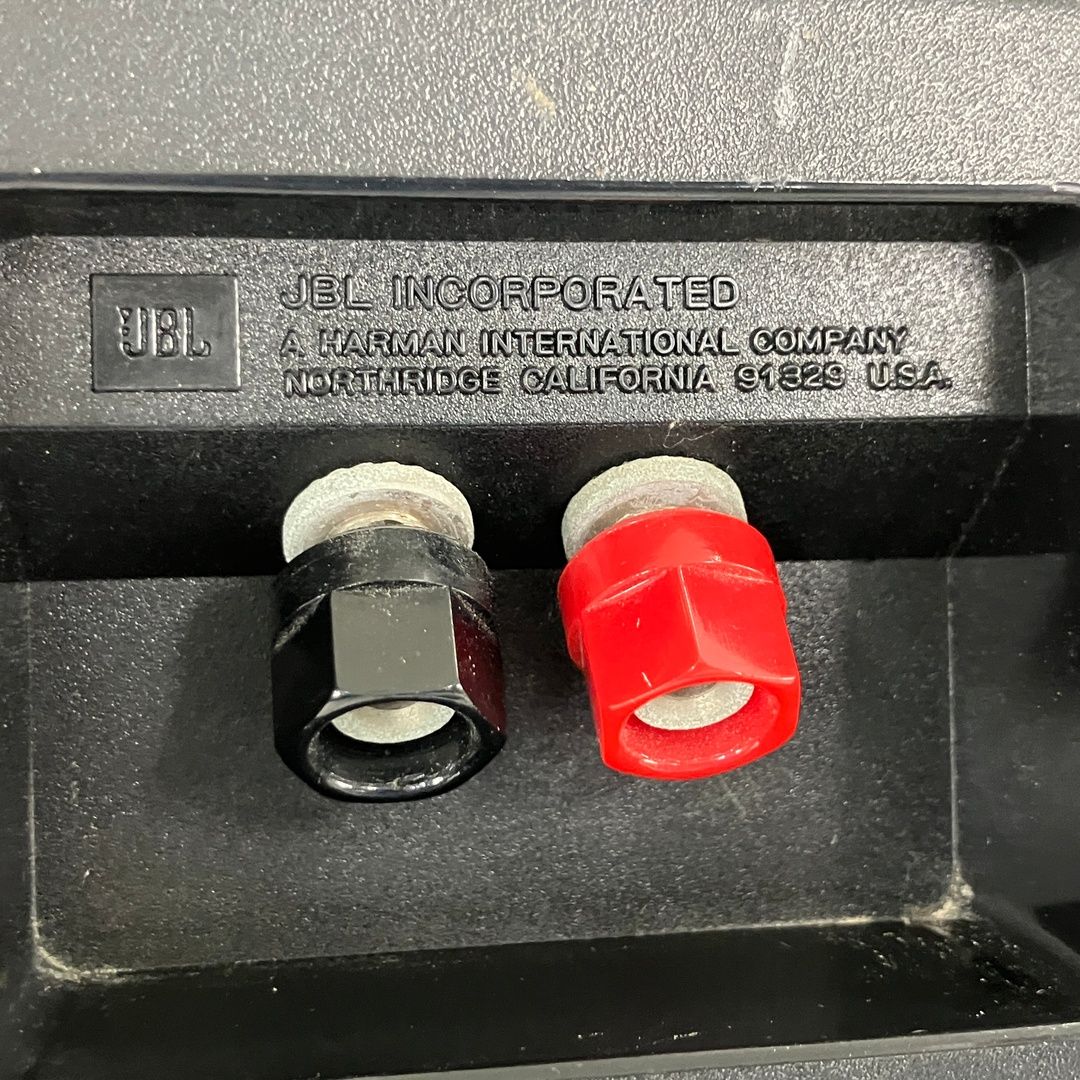 JBL
JBL INCORPORATED
A HARMAN INTERNATIONAL COMPANY
NORTHRIDGE CALIFORNIA 91329 U.S.A.